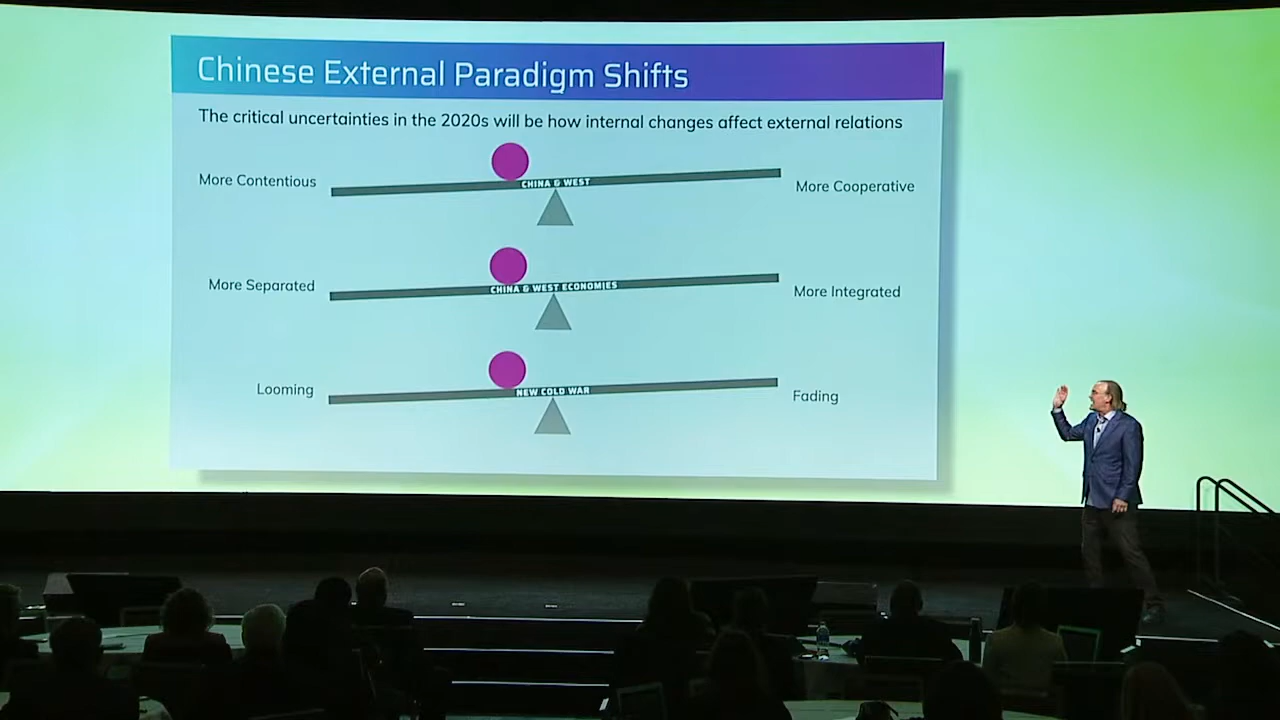 Chinese External Paradigm Shifts
The critical uncertainties in the 2020s will be how internal changes affect external relations
More Contentious
CHINA & WEST
More Cooperative
More Separated
CHINA & WEST ECONOMIES
More Integrated
Looming
NEW COLD WAR
Fading